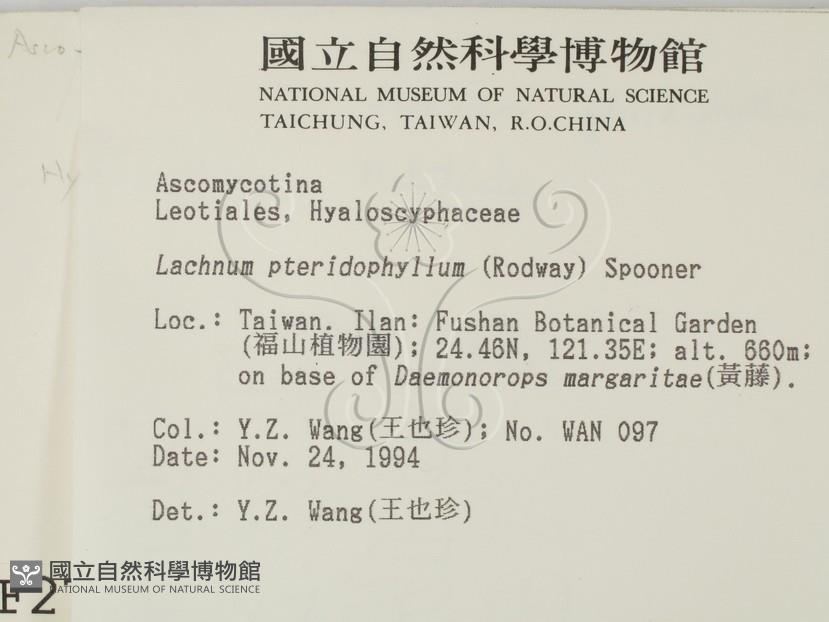 Asco-
Hy
國立自然科學博物館
NATIONAL MUSEUM OF NATURAL SCIENCE
TAICHUNG, TAIWAN, R.O.CHINA
Ascomycotina
Leotiales, Hyaloscyphaceae
Lachnum pteridophyllum (Rodway) Spooner
Loc.: Taiwan. Ilan: Fushan Botanical Garden
(福山植物園); 24.46N, 121.35E; alt. 660m;
on base of Daemonorops margaritae(黃藤).
Col.: Y.Z. Wang(王也珍); No. WAN 097
Date: Nov. 24, 1994
Det.: Y.Z. Wang(王也珍)
國立自然科學博物館
NATIONAL MUSEUM OF NATURAL SCIENCE
F2